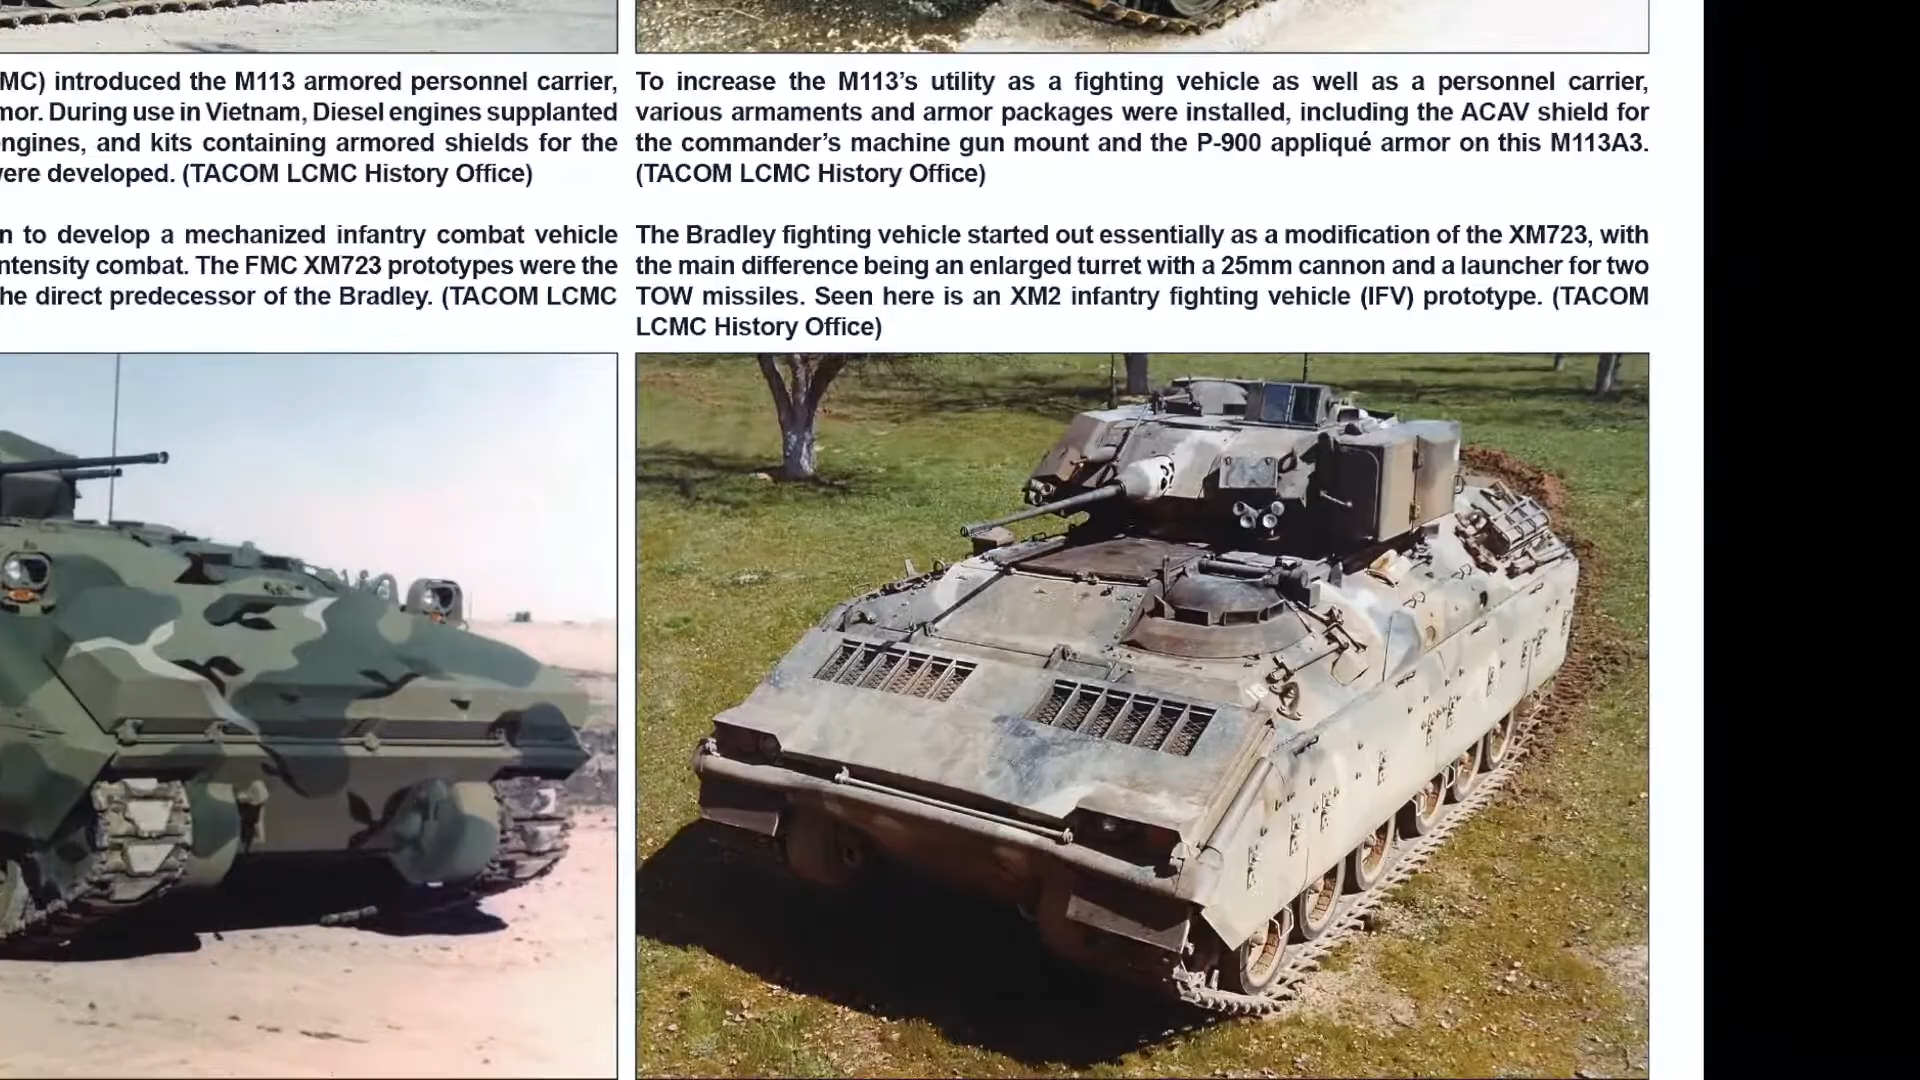 MC) introduced the M113 armored personnel carrier,
mor. During use in Vietnam, Diesel engines supplanted
ngines, and kits containing armored shields for the
were developed. (TACOM LCMC History Office)
n to develop a mechanized infantry combat vehicle
ntensity combat. The FMC XM723 prototypes were the
he direct predecessor of the Bradley. (TACOM LCMC
To increase the M113's utility as a fighting vehicle as well as a personnel carrier,
various armaments and armor packages were installed, including the ACAV shield for
the commander's machine gun mount and the P-900 appliqué armor on this M113A3.
(TACOM LCMC History Office)
The Bradley fighting vehicle started out essentially as a modification of the XM723, with
the main difference being an enlarged turret with a 25mm cannon and a launcher for two
TOW missiles. Seen here is an XM2 infantry fighting vehicle (IFV) prototype. (TACOM
LCMC History Office)